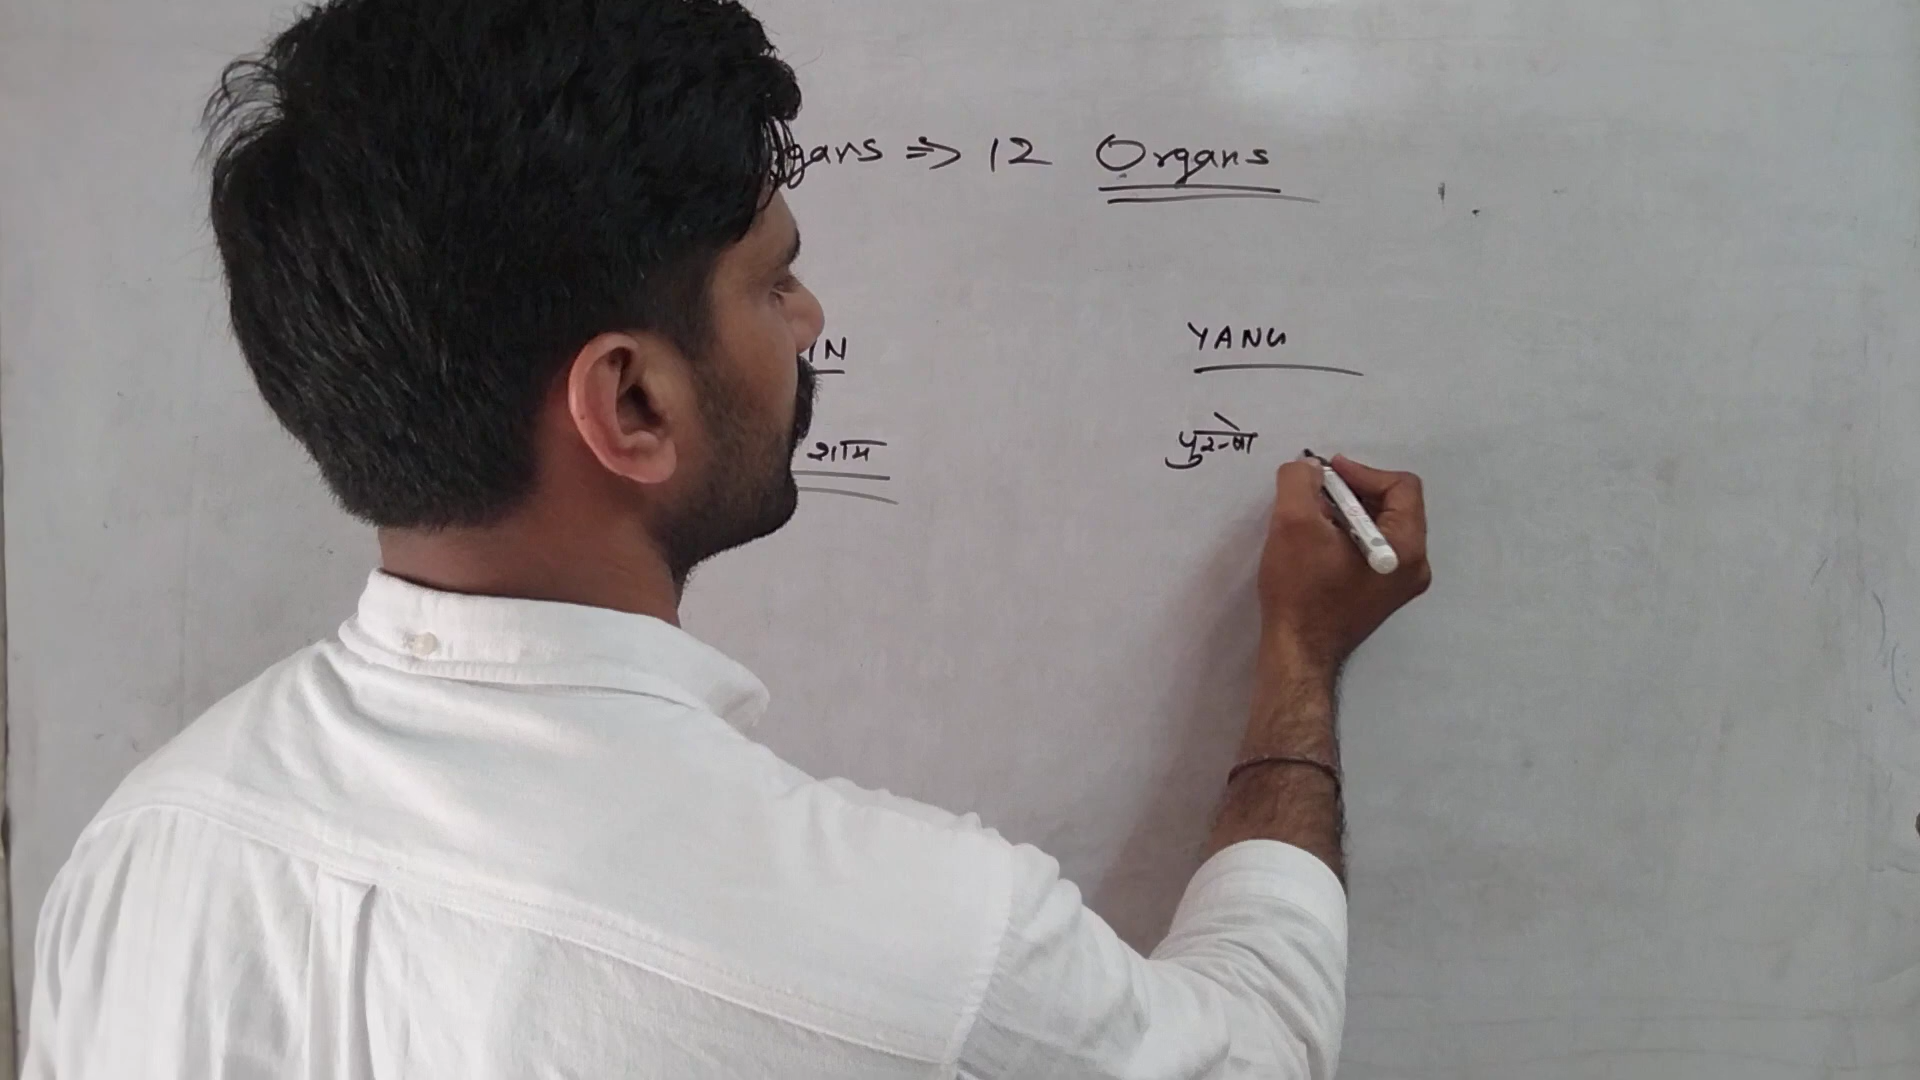 gans ⇒ 12 Organs
IN YANG
शाम